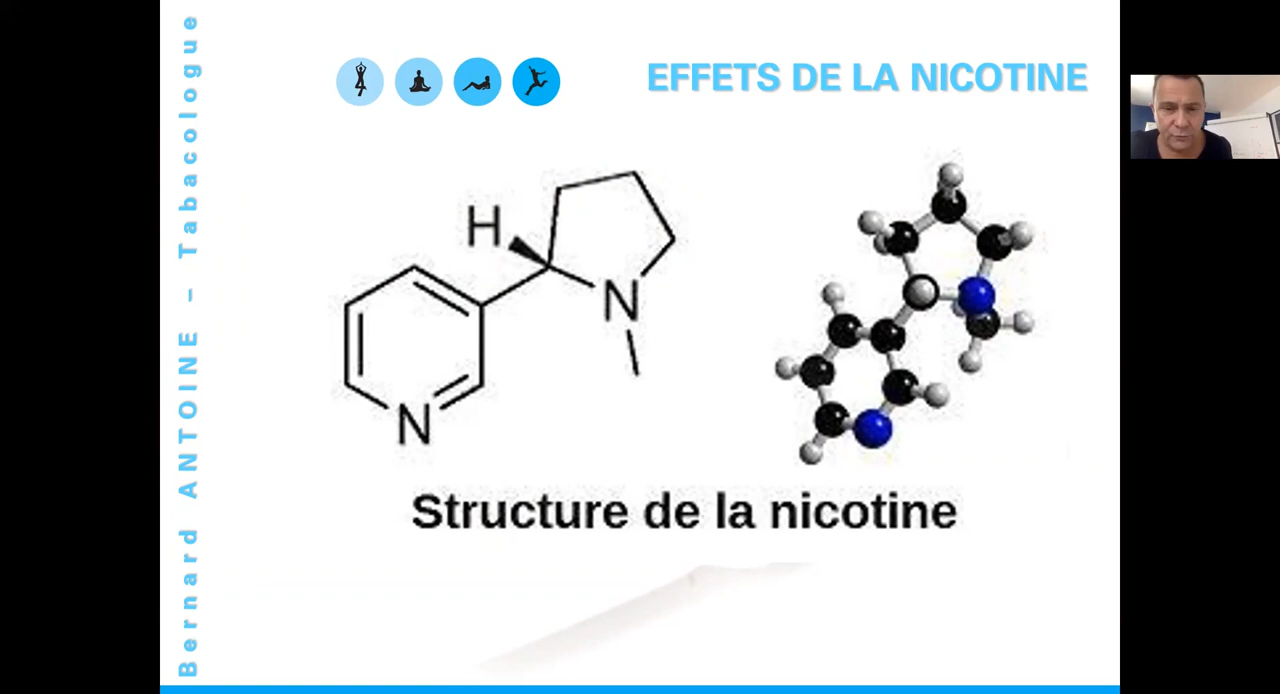 Bernard ANTOINE – Tabacologue
EFFETS DE LA NICOTINE
H
N
N
Structure de la nicotine